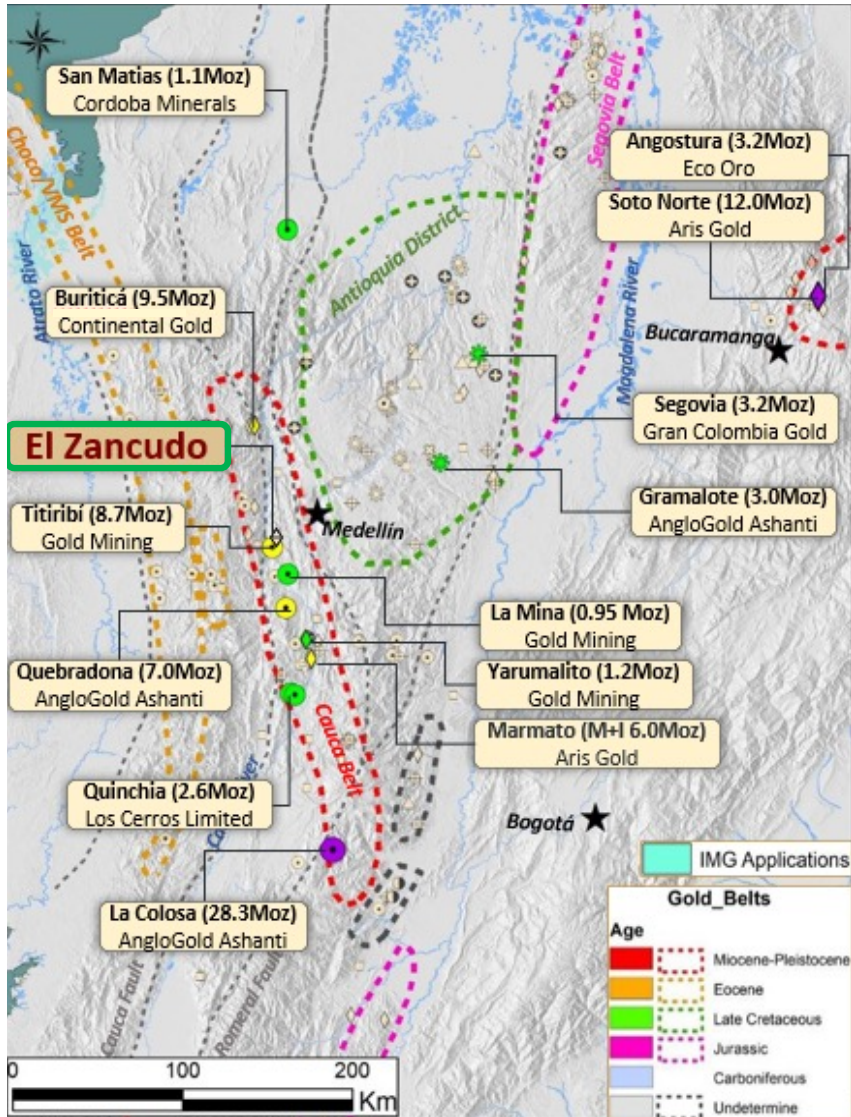 San Matias (1.1Moz)
Cordoba Minerals
Segovia Belt
Choco/VMS Belt
Angostura (3.2Moz)
Eco Oro
Soto Norte (12.0Moz)
Aris Gold
Antioquia District
Atrato River
Buriticá (9.5Moz)
Continental Gold
Magdalena River
Bucaramanga
El Zancudo
Segovia (3.2Moz)
Gran Colombia Gold
Titiribí (8.7Moz)
Gold Mining
Medellín
Gramalote (3.0Moz)
AngloGold Ashanti
La Mina (0.95 Moz)
Gold Mining
Quebradona (7.0Moz)
AngloGold Ashanti
Yarumalito (1.2Moz)
Gold Mining
Marmato (M+I 6.0Moz)
Aris Gold
Cauca Belt
Quinchia (2.6Moz)
Los Cerros Limited
River
Bogotá
IMG Applications
La Colosa (28.3Moz)
AngloGold Ashanti
Cauca Fault
Romeral Fault
Gold_Belts
Age
Miocene-Pleistocene
Eocene
Late Cretaceous
Jurassic
Carboniferous
Undetermine
0 100 200
Km